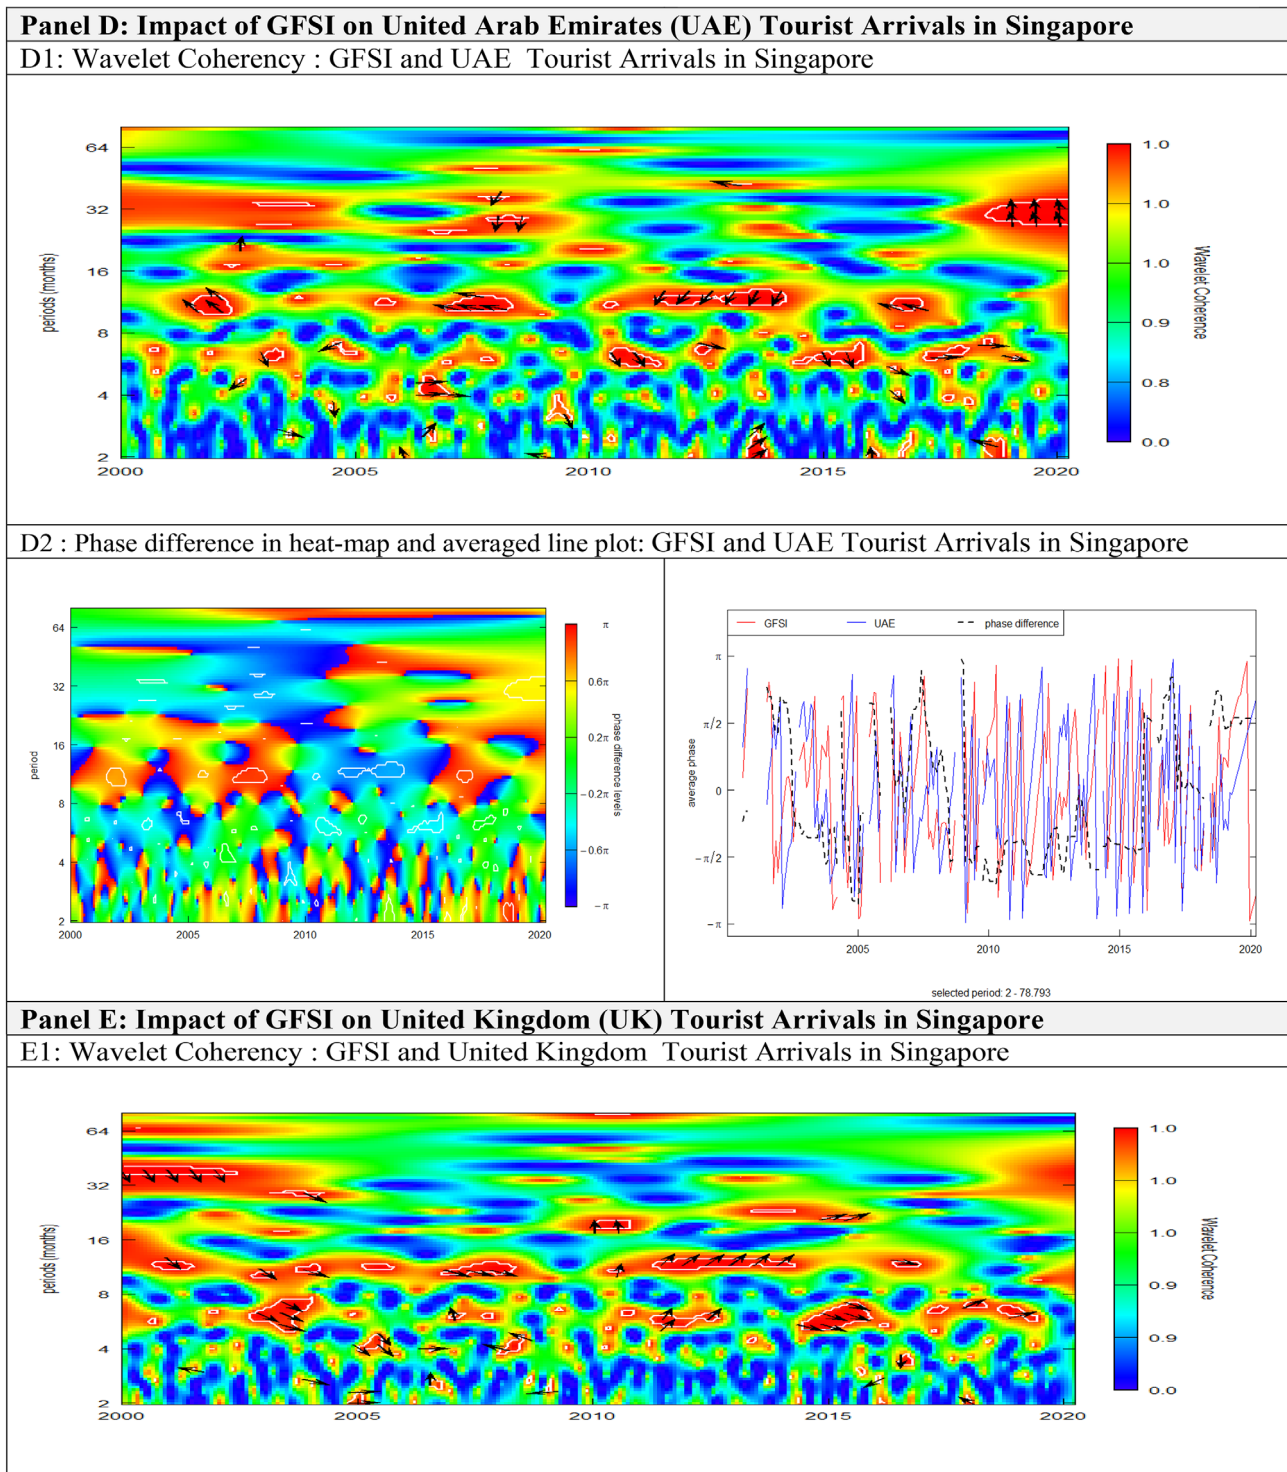 Panel D: Impact of GFSI on United Arab Emirates (UAE) Tourist Arrivals in Singapore
D1: Wavelet Coherency : GFSI and UAE Tourist Arrivals in Singapore
64
32
16
8
4
2
periods (months)
2000 2005 2010 2015 2020
1.0
1.0
1.0
0.9
0.8
0.0
Wavelet Coherence
D2 : Phase difference in heat-map and averaged line plot: GFSI and UAE Tourist Arrivals in Singapore
64
32
16
8
4
2
period
2000 2005 2010 2015 2020
π
0.6π
0.2π
-0.2π
-0.6π
-π
phase difference levels
GFSI UAE phase difference
π
π/2
0
-π/2
-π
average phase
2005 2010 2015 2020
selected period: 2 - 78.793
Panel E: Impact of GFSI on United Kingdom (UK) Tourist Arrivals in Singapore
E1: Wavelet Coherency : GFSI and United Kingdom Tourist Arrivals in Singapore
64
32
16
8
4
2
periods (months)
2000 2005 2010 2015 2020
1.0
1.0
1.0
0.9
0.9
0.0
Wavelet Coherence